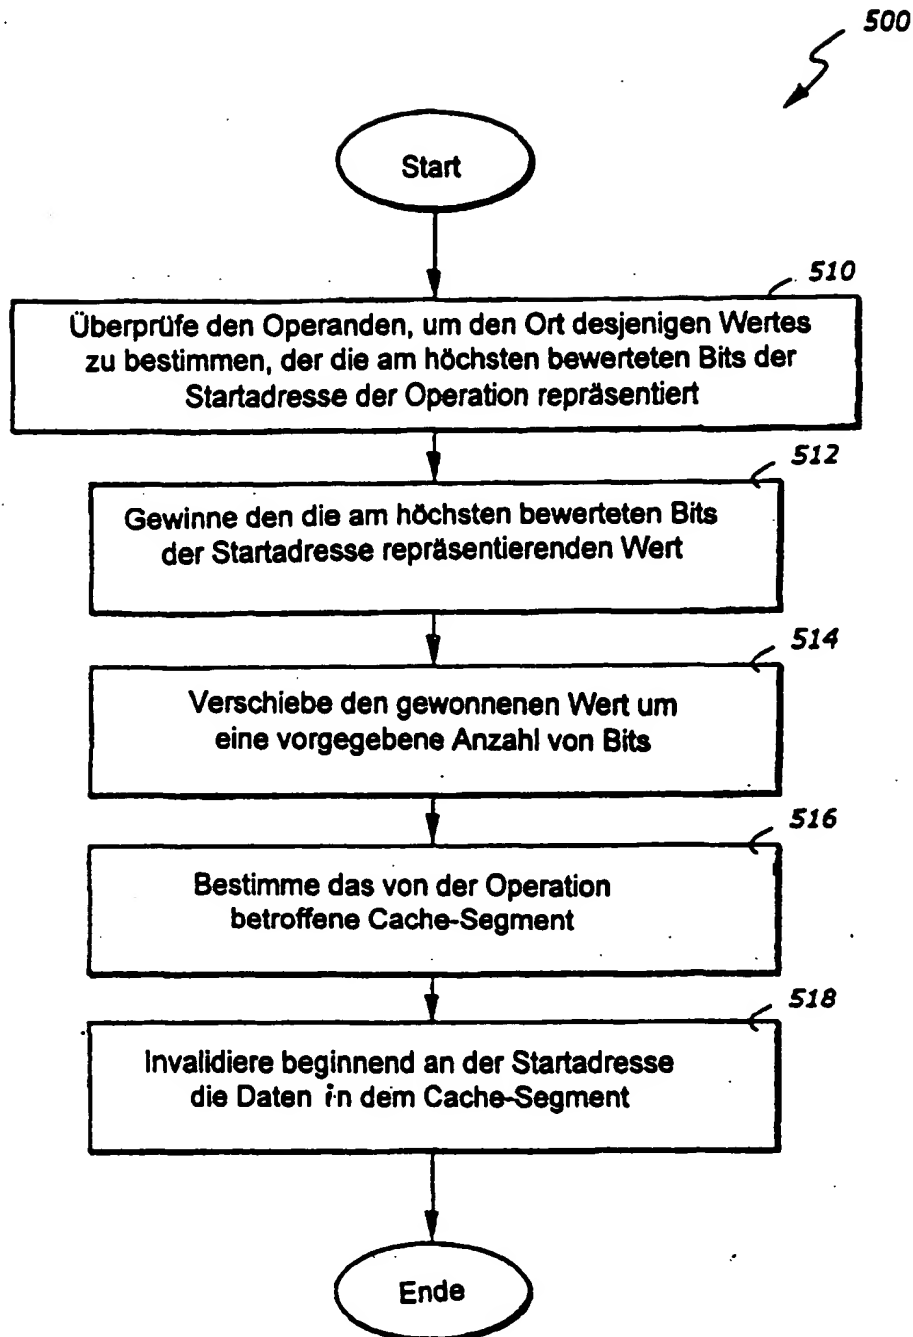 500
Start
510
Überprüfe den Operanden, um den Ort desjenigen Wertes
zu bestimmen, der die am höchsten bewerteten Bits der
Startadresse der Operation repräsentiert
512
Gewinne den die am höchsten bewerteten Bits
der Startadresse repräsentierenden Wert
514
Verschiebe den gewonnenen Wert um
eine vorgegebene Anzahl von Bits
516
Bestimme das von der Operation
betroffene Cache-Segment
518
Invalidiere beginnend an der Startadresse
die Daten in dem Cache-Segment
Ende